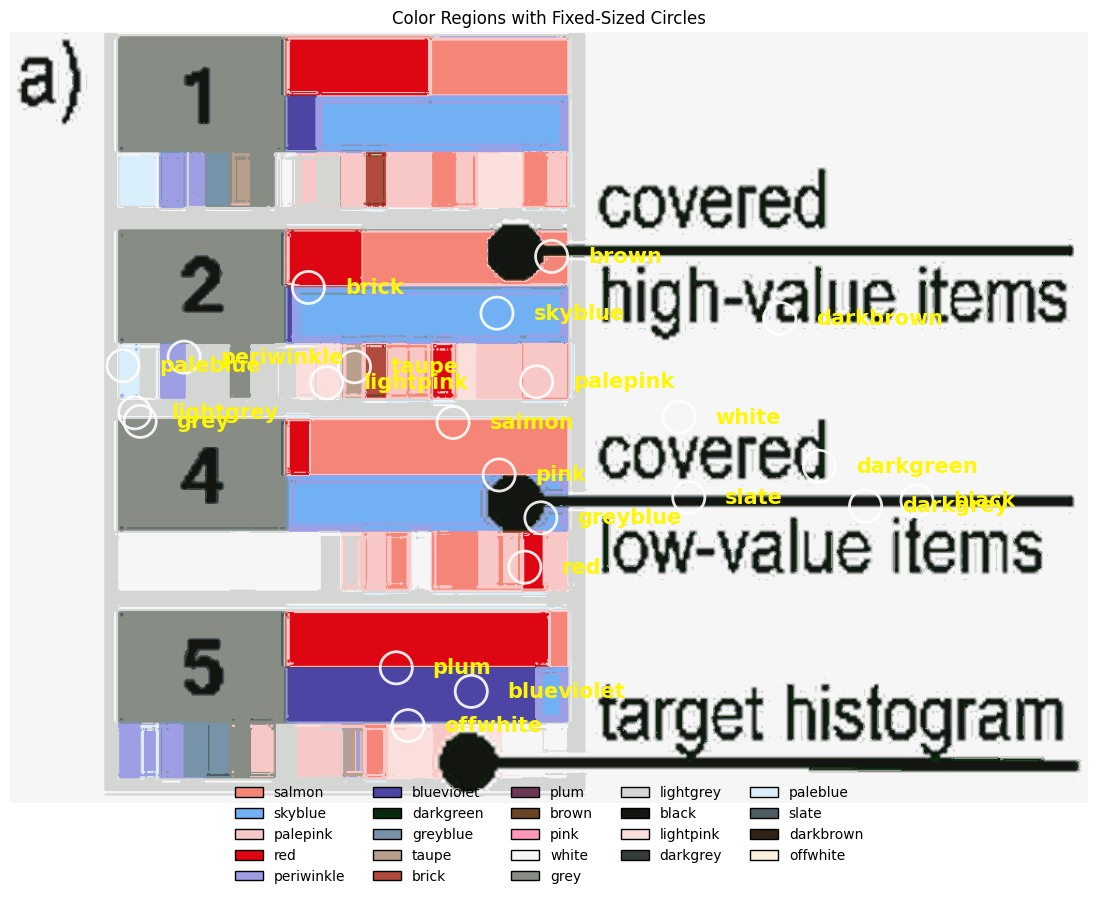 Color Regions with Fixed-Sized Circles
a)
1
covered
high-value items
2
brown
brick
skyblue
darkbrown
periwinkle
paleblue
taupe
lightpink
palepink
lightgrey
grey
salmon
white
4
covered
low-value items
pink
darkgreen
slate
black
darkgrey
greyblue
red
5
plum
blueviolet
offwhite
target histogram
salmon blueviolet plum lightgrey paleblue
skyblue darkgreen brown black slate
palepink greyblue pink lightpink darkbrown
red taupe white darkgrey offwhite
periwinkle brick grey